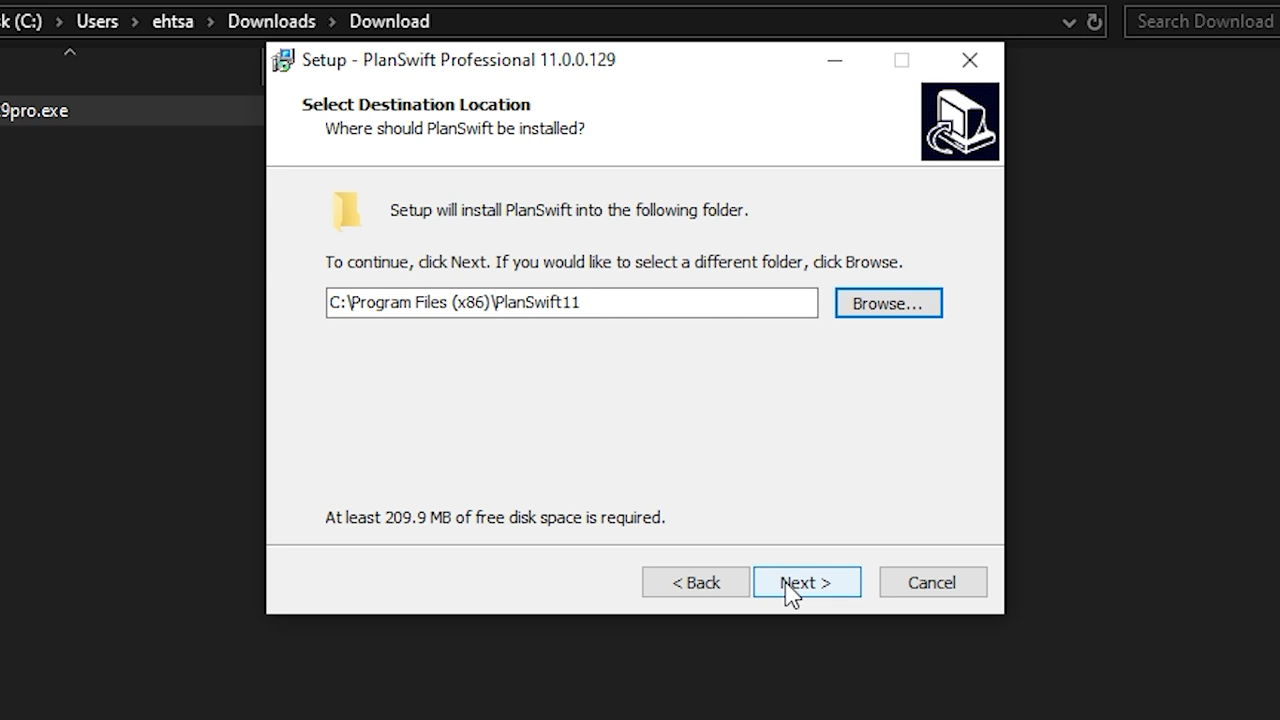 sk (C:) > Users > ehtsa > Downloads > Download
Search Download
9pro.exe
Setup - PlanSwift Professional 11.0.0.129
Select Destination Location
Where should PlanSwift be installed?
Setup will install PlanSwift into the following folder.
To continue, click Next. If you would like to select a different folder, click Browse.
C:\Program Files (x86)\PlanSwift11
Browse...
At least 209.9 MB of free disk space is required.
< Back
Next >
Cancel